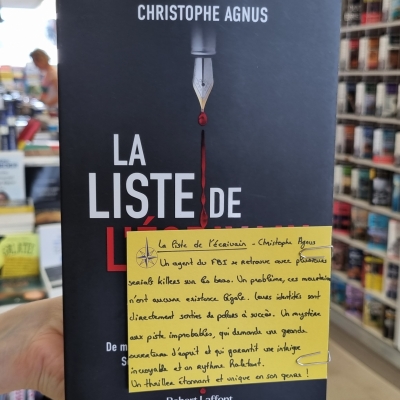 CHRISTOPHE AGNUS
LA
LISTE DE
La liste de l'écrivain - Christophe Agnus
Un agent du FBI se retrouve avec plusieurs
serials killers sur les bras. Un problème, ces meurtriers
n'ont aucune existence légale. Leurs identités sont
directement sorties de polars à succès. Un mystère
aux pistes improbables, qui demande une grande
ouverture d'esprit et qui garantit une intrigue
incroyable et un rythme haletant.
Un thriller étonnant et unique en son genre !
De m
S
Robert Laffont